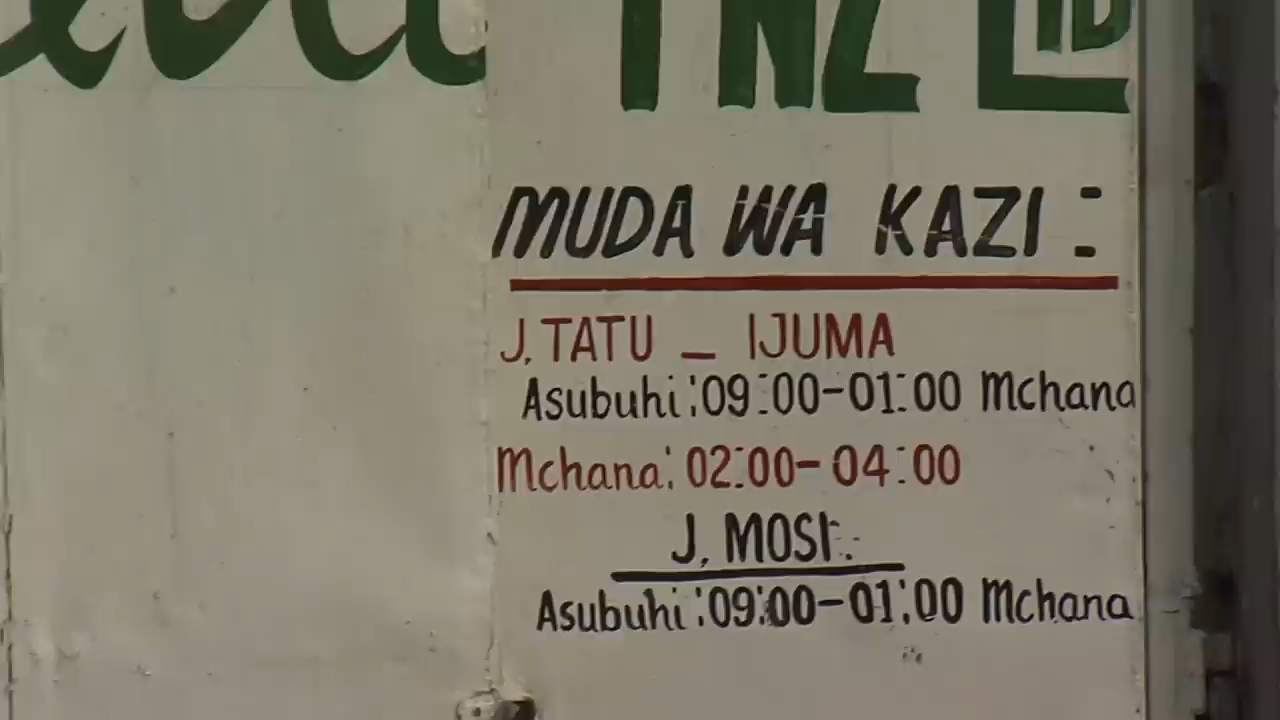 TNZ LTD
MUDA WA KAZI :
J. TATU - IJUMA
Asubuhi : 09:00-01:00 Mchana
Mchana: 02:00- 04:00
J. MOSI:
Asubuhi : 09:00-01:00 Mchana